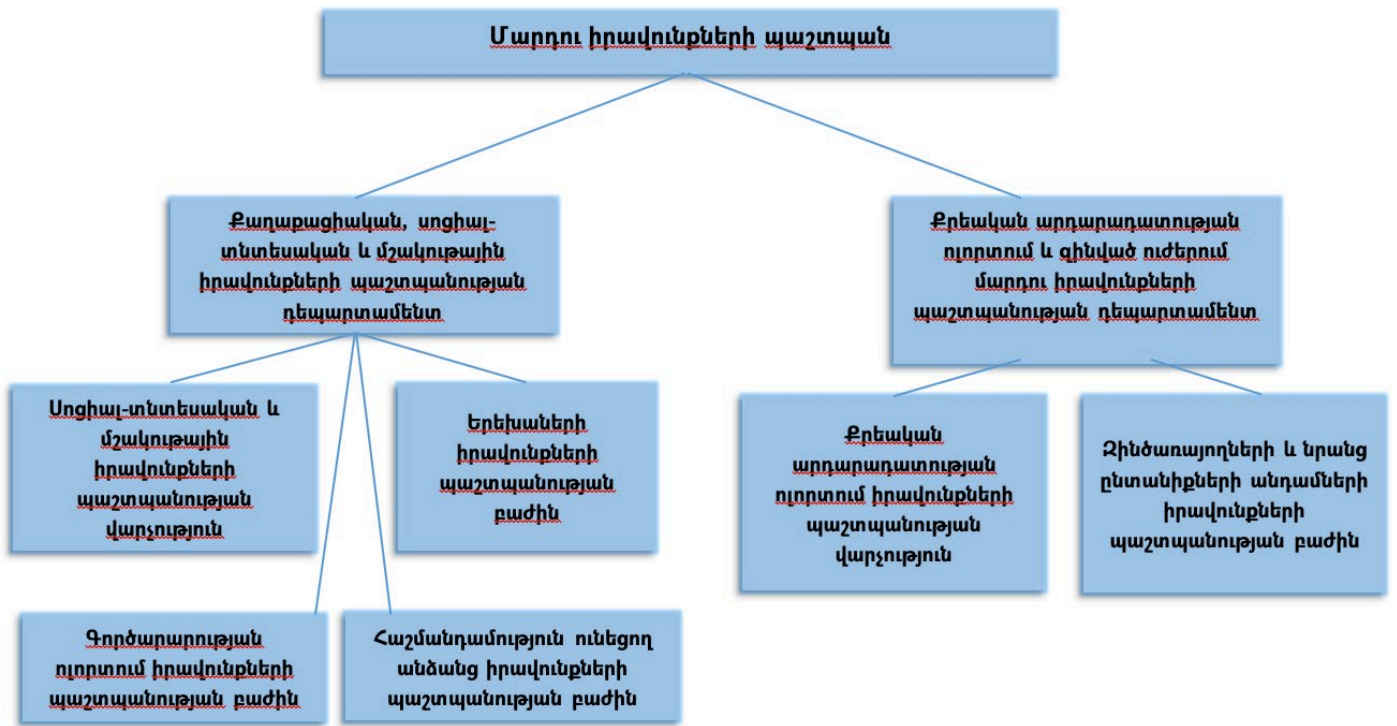 Մարդու իրավունքների պաշտպան
Քաղաքացիական, սոցիալ-
տնտեսական և մշակութային
իրավունքների պաշտպանության
դեպարտամենտ
Քրեական արդարադատության
ոլորտում և զինված ուժերում
մարդու իրավունքների
պաշտպանության դեպարտամենտ
Սոցիալ-տնտեսական և
մշակութային
իրավունքների
պաշտպանության
վարչություն
Երեխաների
իրավունքների
պաշտպանության
բաժին
Քրեական
արդարադատության
ոլորտում իրավունքների
պաշտպանության
վարչություն
Զինծառայողների և նրանց
ընտանիքների անդամների
իրավունքների
պաշտպանության բաժին
Գործարարության
ոլորտում իրավունքների
պաշտպանության բաժին
Հաշմանդամություն ունեցող
անձանց իրավունքների
պաշտպանության բաժին